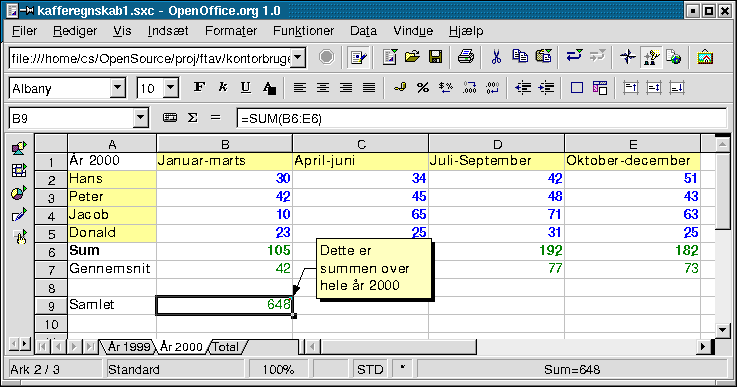 kafferegnskab1.sxc - OpenOffice.org 1.0
Filer Rediger Vis Indsæt Formater Funktioner Data Vindue Hjælp
file:///home/cs/OpenSource/proj/ftav/kontorbruge
Albany 10 F K U A
B9 Σ = =SUM(B6:E6)
A B C D E
1 År 2000 Januar-marts April-juni Juli-September Oktober-december
2 Hans 30 34 42 51
3 Peter 42 45 48 43
4 Jacob 10 65 71 63
5 Donald 23 25 31 25
6 Sum 105 192 182
7 Gennemsnit 42 77 73
8
9 Samlet 648
10
Dette er
summen over
hele år 2000
År 1999 År 2000 Total
Ark 2 / 3 Standard 100% STD * Sum=648